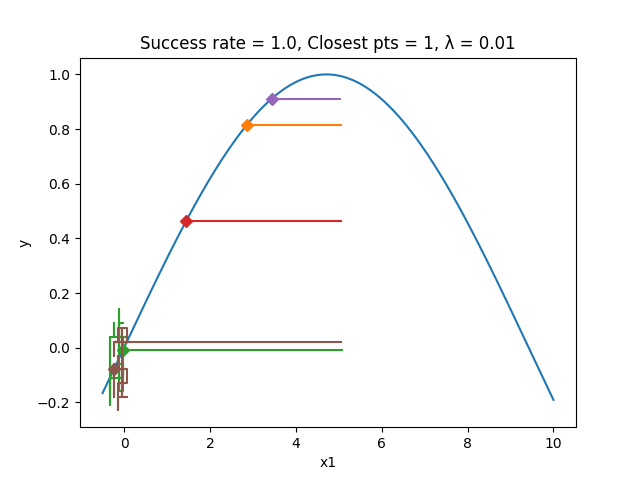 Success rate = 1.0, Closest pts = 1, λ = 0.01
1.0
0.8
0.6
0.4
0.2
0.0
−0.2
y
0 2 4 6 8 10
x1